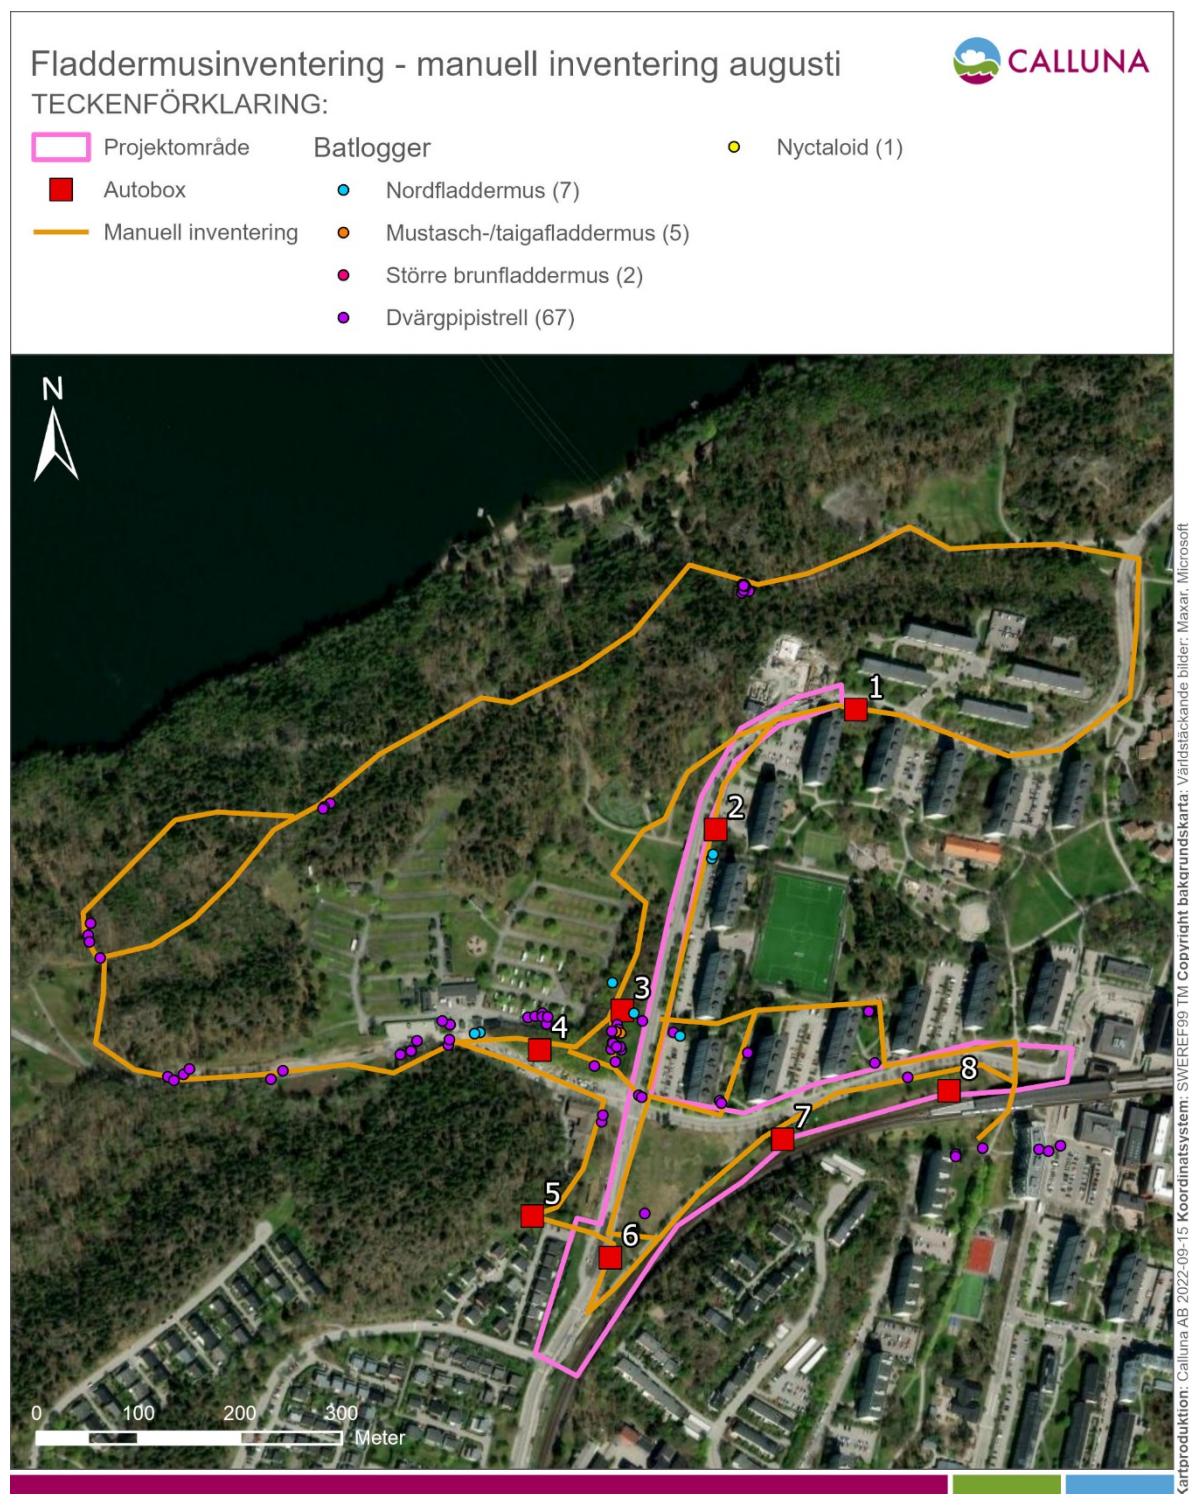 Fladdermusinventering - manuell inventering augusti
CALLUNA
TECKENFÖRKLARING:
Projektområde
Autobox
Manuell inventering
Batlogger
Nordfladdermus (7)
Mustasch-/taigafladdermus (5)
Större brunfladdermus (2)
Dvärgpipistrell (67)
Nyctaloid (1)
N
1
2
3
4
5
6
7
8
0 100 200 300
Meter
Kartproduktion: Calluna AB 2022-09-15 Koordinatsystem: SWEREF99 TM Copyright bakgrundskarta: Världstäckande bilder: Maxar, Microsoft